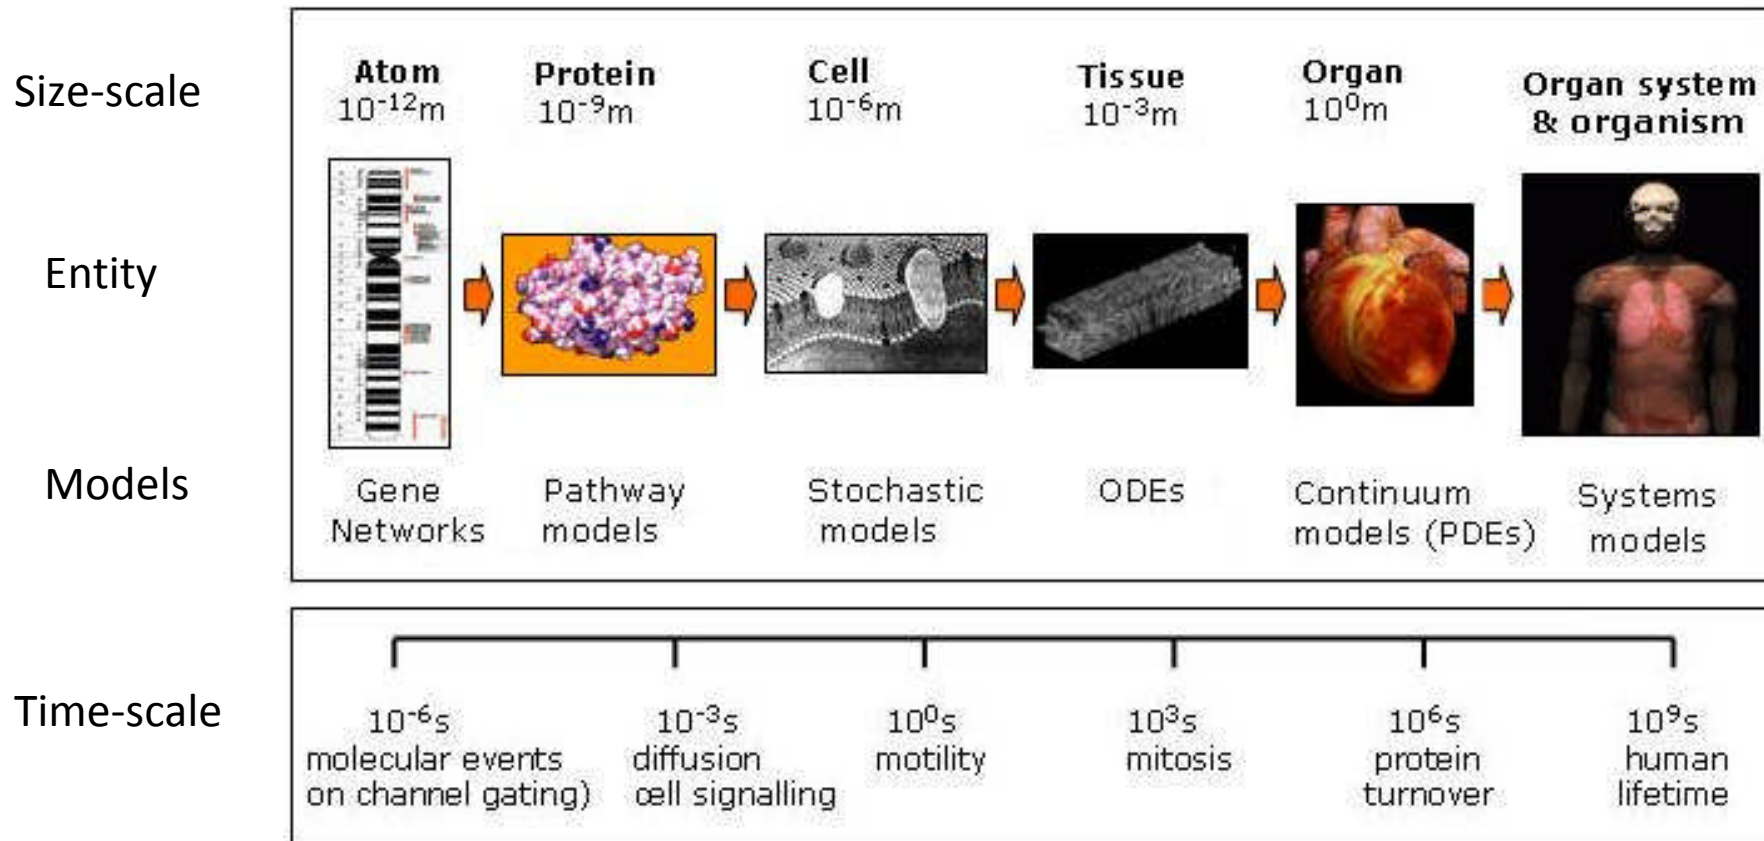 Size-scale
Atom
10⁻¹²m
Protein
10⁻⁹m
Cell
10⁻⁶m
Tissue
10⁻³m
Organ
10⁰m
Organ system
& organism
Entity
Models
Gene
Networks
Pathway
models
Stochastic
models
ODEs
Continuum
models (PDEs)
Systems
models
Time-scale
10⁻⁶s
molecular events
on channel gating)
10⁻³s
diffusion
cell signalling
10⁰s
motility
10³s
mitosis
10⁶s
protein
turnover
10⁹s
human
lifetime